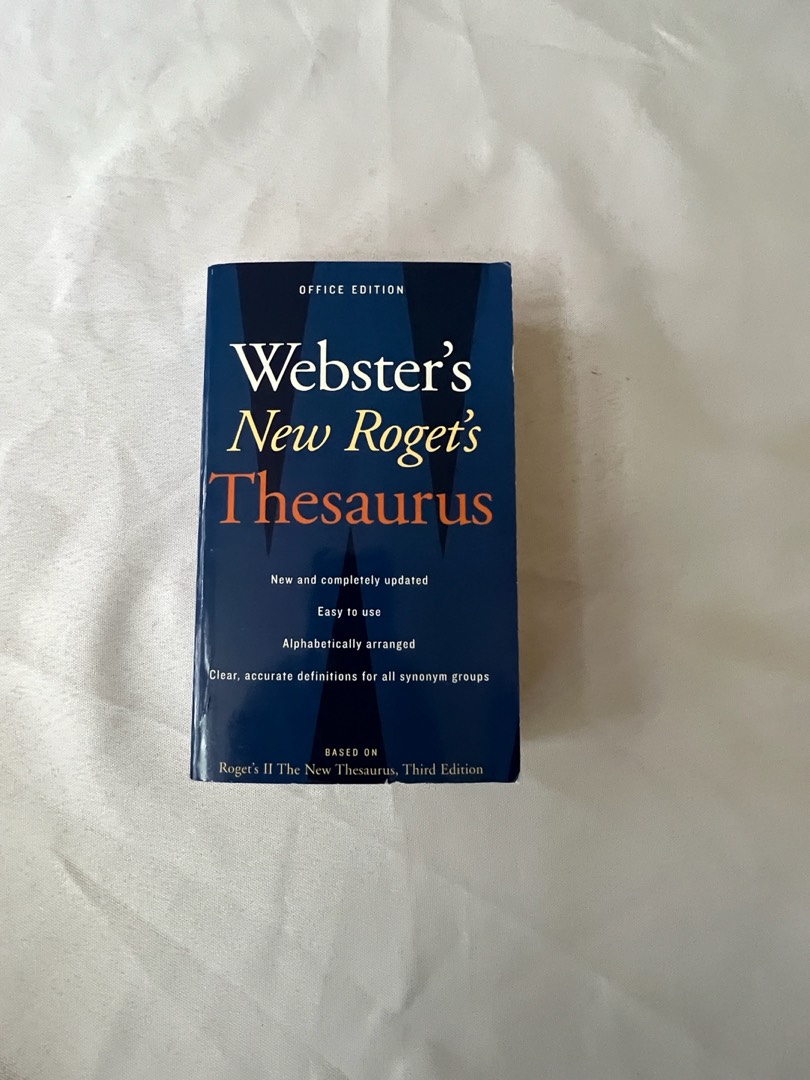 OFFICE EDITION
Webster's
New Roget's
Thesaurus
New and completely updated
Easy to use
Alphabetically arranged
Clear, accurate definitions for all synonym groups
BASED ON
Roget's II The New Thesaurus, Third Edition